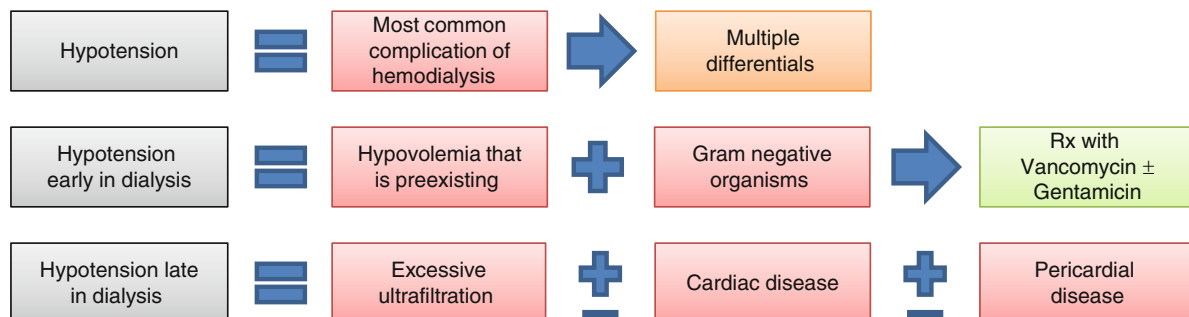 Hypotension
Most common
complication of
hemodialysis
Multiple
differentials
Hypotension
early in dialysis
Hypovolemia that
is preexisting
Gram negative
organisms
Rx with
Vancomycin ±
Gentamicin
Hypotension late
in dialysis
Excessive
ultrafiltration
Cardiac disease
Pericardial
disease